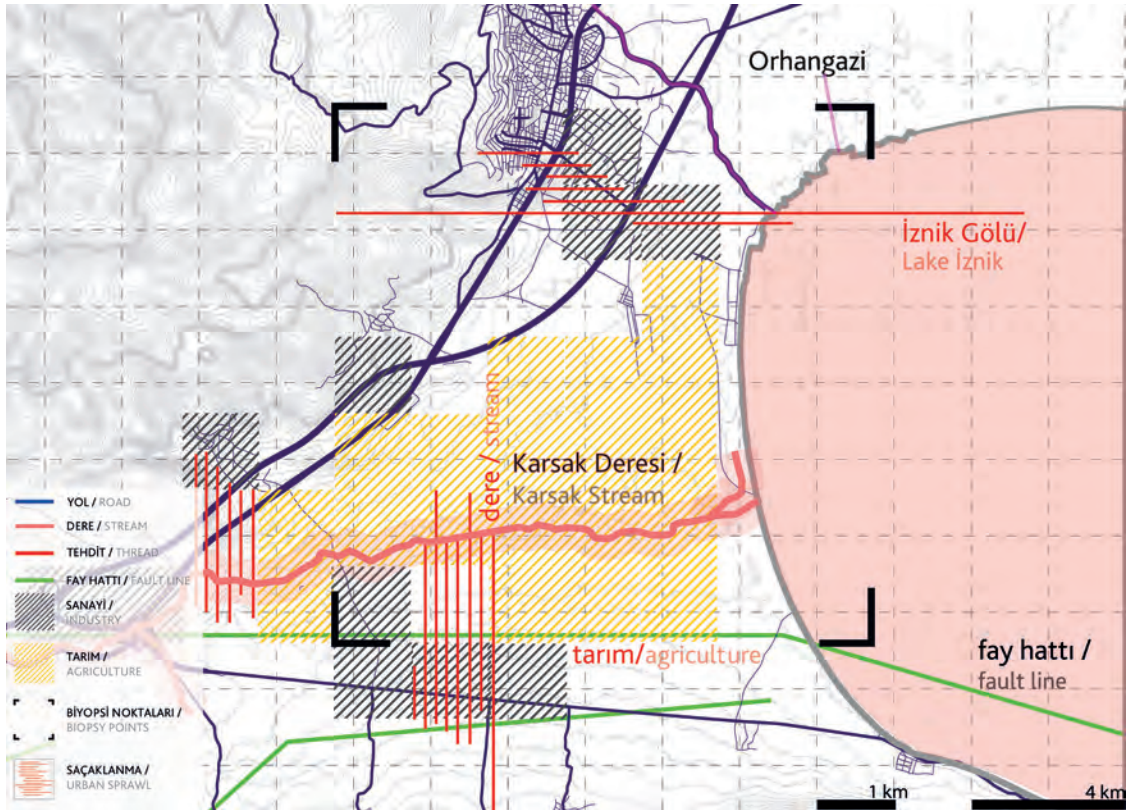 Orhangazi
İznik Gölü/
Lake İznik
dere / stream
Karsak Deresi /
Karsak Stream
tarım/agriculture
fay hattı /
fault line
YOL / ROAD
DERE / STREAM
TEHDİT / THREAD
FAY HATTI / FAULT LINE
SANAYİ /
INDUSTRY
TARIM /
AGRICULTURE
BİYOPSİ NOKTALARI /
BIOPSY POINTS
SAÇAKLANMA /
URBAN SPRAWL
1 km
4 km